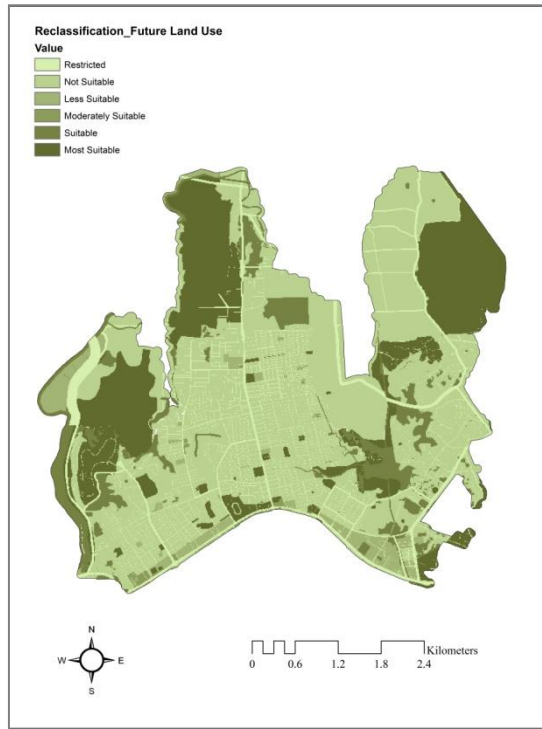 Reclassification_Future Land Use
Value
Restricted
Not Suitable
Less Suitable
Moderately Suitable
Suitable
Most Suitable
N
W E
S
Kilometers
0 0.6 1.2 1.8 2.4